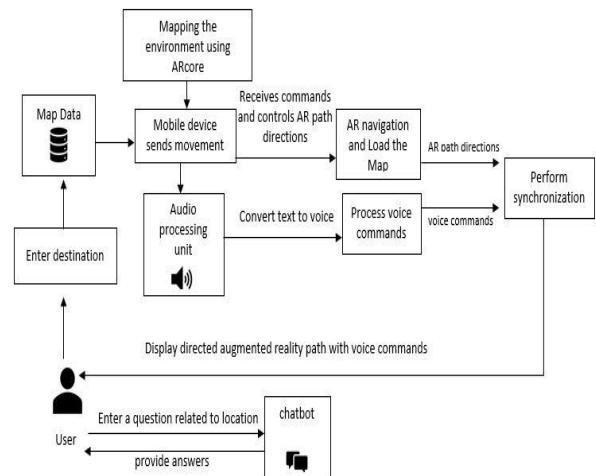 Mapping the
environment using
ARcore
Map Data
Mobile device
sends movement
Receives commands
and controls AR path
directions
AR navigation
and Load the
Map
AR path directions
Perform
synchronization
Audio
processing
unit
Convert text to voice
Process voice
commands
voice commands
Enter destination
Display directed augmented reality path with voice commands
User
Enter a question related to location
provide answers
chatbot